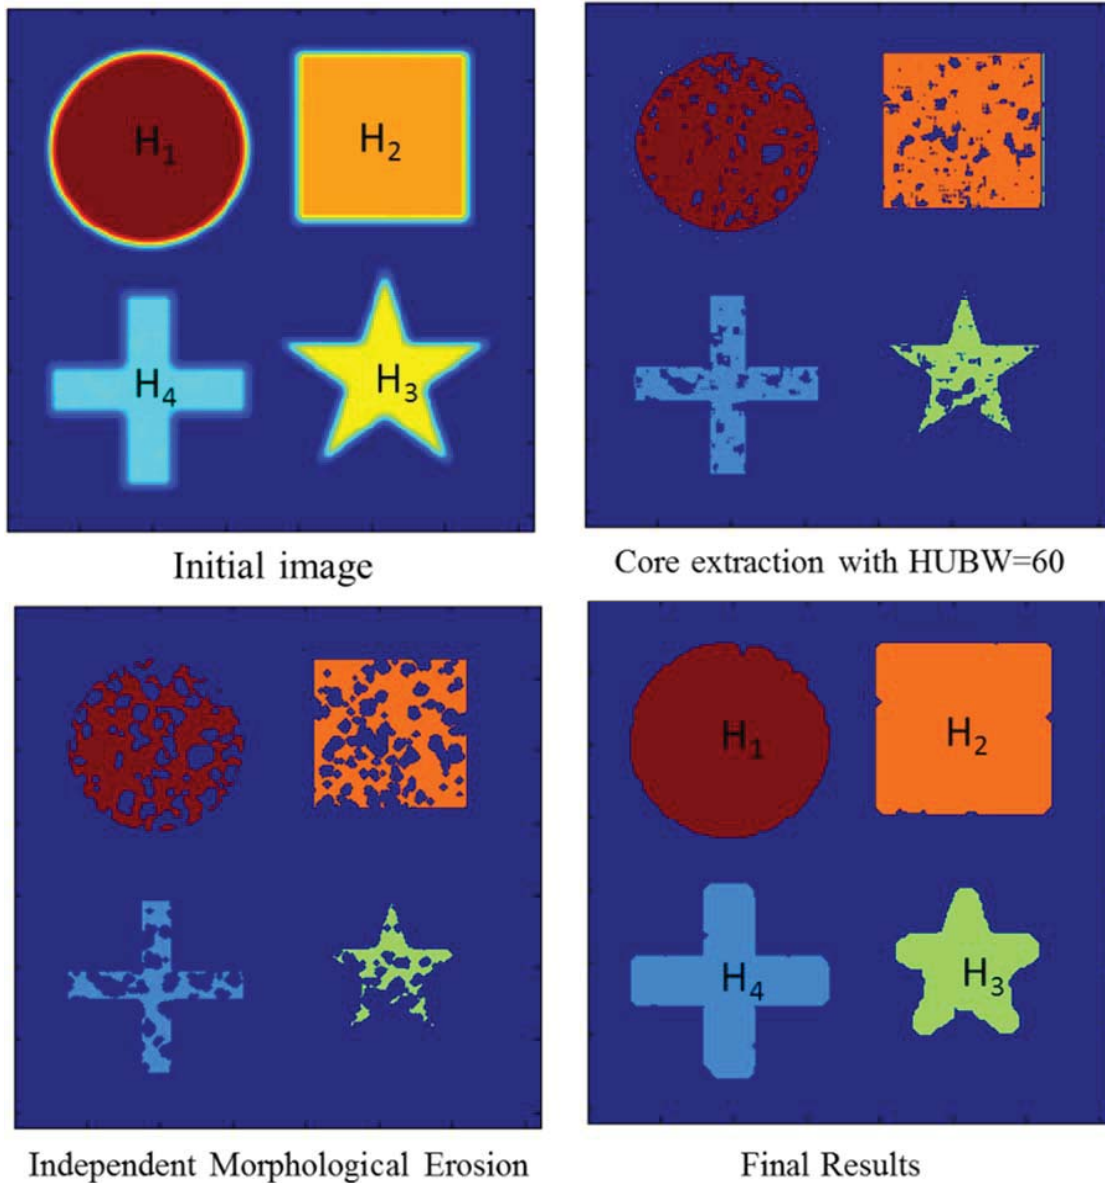 H₁
H₂
H₄
H₃
Initial image
Core extraction with HUBW=60
H₁
H₂
H₄
H₃
Independent Morphological Erosion
Final Results